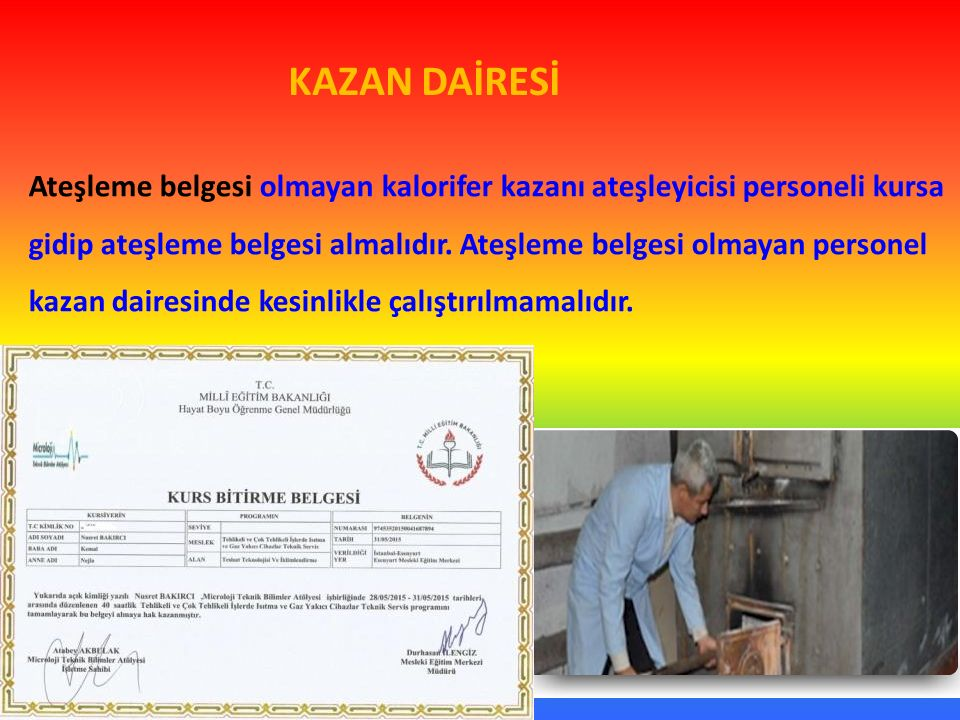 KAZAN DAİRESİ
Ateşleme belgesi olmayan kalorifer kazanı ateşleyicisi personeli kursa
gidip ateşleme belgesi almalıdır. Ateşleme belgesi olmayan personel
kazan dairesinde kesinlikle çalıştırılmamalıdır.
T.C.
MİLLÎ EĞİTİM BAKANLIĞI
Hayat Boyu Öğrenme Genel Müdürlüğü
Microloji
Teknik Bilimler Atölyesi
T.C. MİLLÎ EĞİTİM BAKANLIĞI
KURS BİTİRME BELGESİ
KURSİYERİN PROGRAMIN BELGENİN
T.C KİMLİK NO SEVİYE NUMARASI 97453520150041687894
ADI SOYADI Nusret BAKIRCI MESLEK Tehlikeli ve Çok Tehlikeli İşlerde Isıtma ve Gaz Yakıcı Cihazlar Teknik Servis TARİH 31/05/2015
BABA ADI Kemal VERİLDİĞİ YER İstanbul-Esenyurt Esenyurt Mesleki Eğitim Merkezi
ANNE ADI Nejla ALAN Tesisat Teknolojisi Ve İklimlendirme
Yukarıda açık kimliği yazılı Nusret BAKIRCI ,Microloji Teknik Bilimler Atölyesi işbirliğinde 28/05/2015 - 31/05/2015 tarihleri,
arasında düzenlenen 40 saatlik Tehlikeli ve Çok Tehlikeli İşlerde Isıtma ve Gaz Yakıcı Cihazlar Teknik Servis programını
tamamlayarak bu belgeyi almaya hak kazanmıştır.
Atabey AKBULAK
Microloji Teknik Bilimler Atölyesi
İşletme Sahibi
Durhasan İLENGİZ
Mesleki Eğitim Merkezi
Müdürü